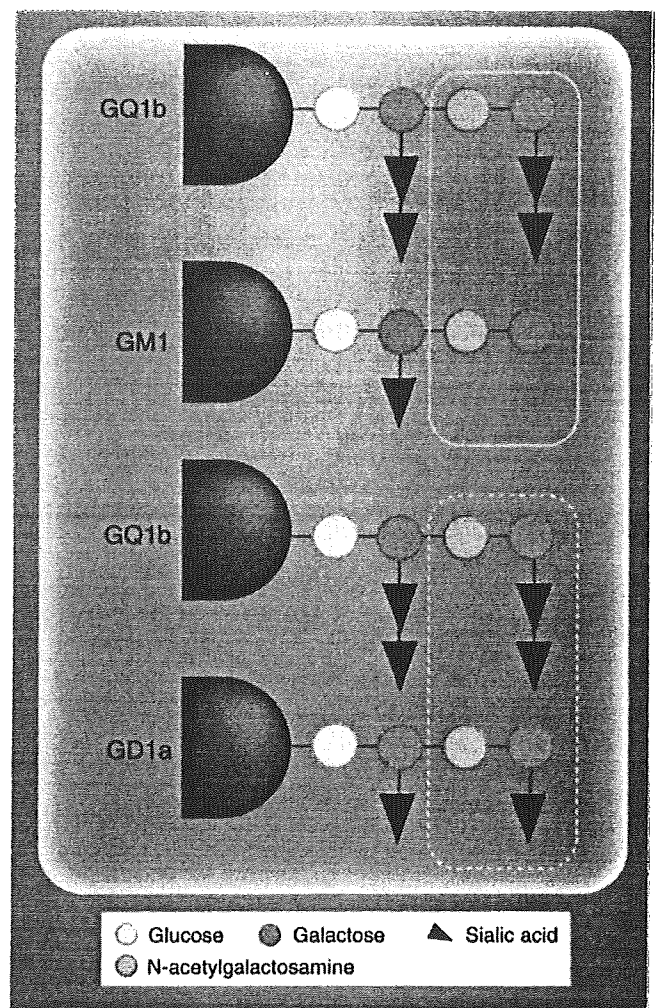 GQ1b
GM1
GQ1b
GD1a
Glucose Galactose Sialic acid
N-acetylgalactosamine